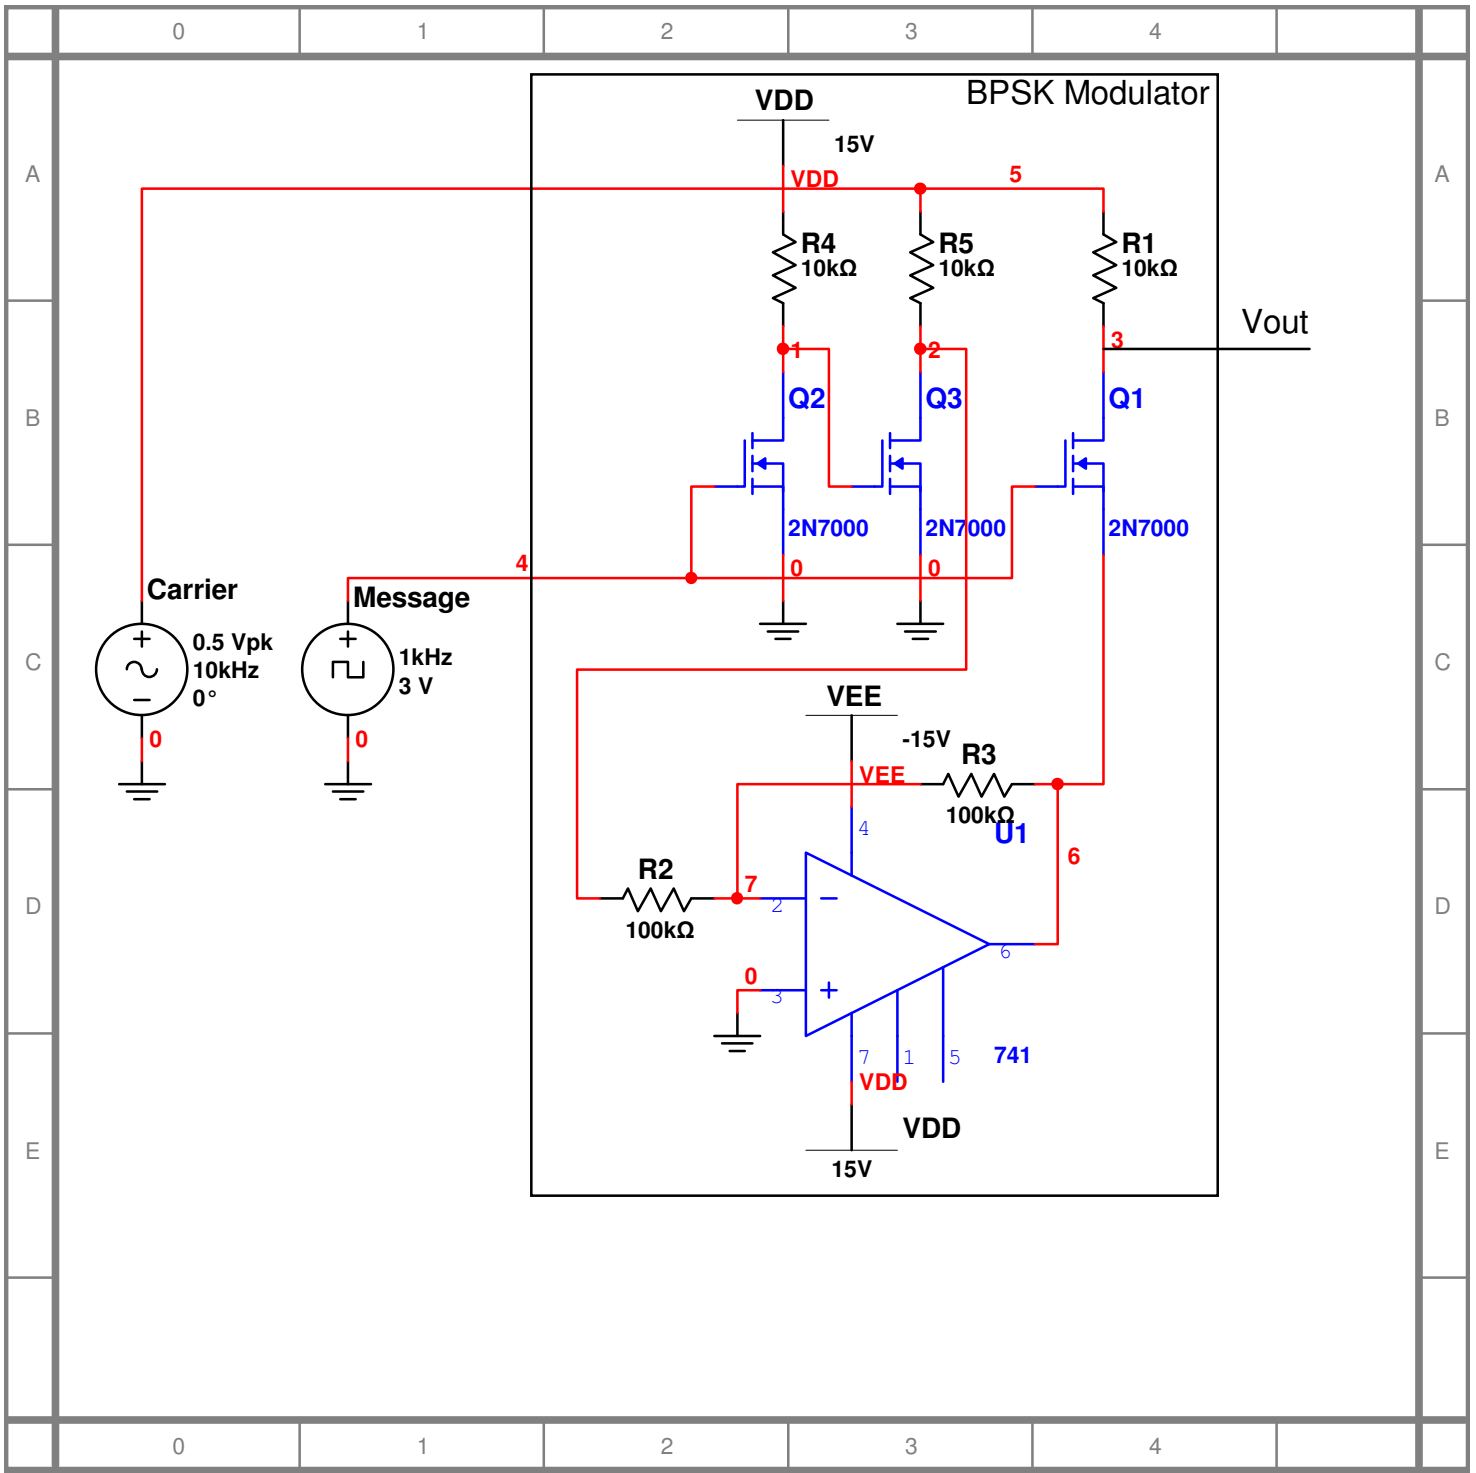 0 1 2 3 4
BPSK Modulator
VDD
15V
A
VDD
5
A
R4
10kΩ
R5
10kΩ
R1
10kΩ
Vout
1
2
3
B
Q2
Q3
Q1
B
2N7000
2N7000
2N7000
4
0
0
Carrier
Message
0.5 Vpk
10kHz
0°
1kHz
3 V
C
C
0
0
VEE
-15V
R3
VEE
100kΩ
U1
4
6
R2
100kΩ
7
2
D
D
6
0
3
7
1
5
741
VDD
VDD
15V
E
E
0 1 2 3 4